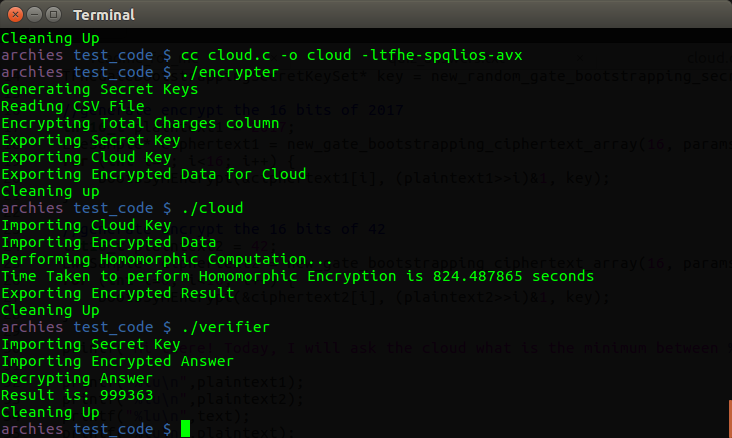 Terminal
Cleaning Up
archies test_code $ cc cloud.c -o cloud -ltfhe-spqlios-avx
archies test_code $ ./encrypter
Generating Secret Keys
Reading CSV File
Encrypting Total Charges column
Exporting Secret Key
Exporting Cloud Key
Exporting Encrypted Data for Cloud
Cleaning up
archies test_code $ ./cloud
Importing Cloud Key
Importing Encrypted Data
Performing Homomorphic Computation...
Time Taken to perform Homomorphic Encryption is 824.487865 seconds
Exporting Encrypted Result
Cleaning Up
archies test_code $ ./verifier
Importing Secret Key
Importing Encrypted Answer
Decrypting Answer
Result is: 999363
Cleaning Up
archies test_code $